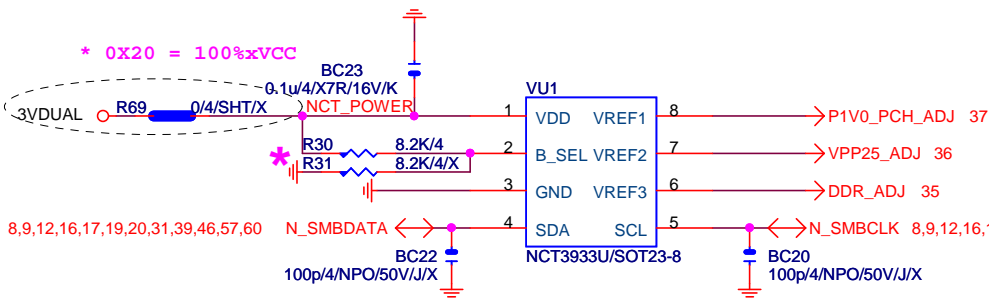 * 0X20 = 100%xVCC
BC23
0.1u/4/X7R/16V/K
VU1
3VDUAL
R69
0/4/SHT/X
NCT_POWER
1
VDD
VREF1
8
P1V0_PCH_ADJ 37
*
R30
8.2K/4
2
B_SEL
VREF2
7
VPP25_ADJ 36
R31
8.2K/4/X
3
GND
VREF3
6
DDR_ADJ 35
8,9,12,16,17,19,20,31,39,46,57,60
N_SMBDATA
4
SDA
SCL
5
N_SMBCLK 8,9,12,16,
BC22
100p/4/NPO/50V/J/X
NCT3933U/SOT23-8
BC20
100p/4/NPO/50V/J/X